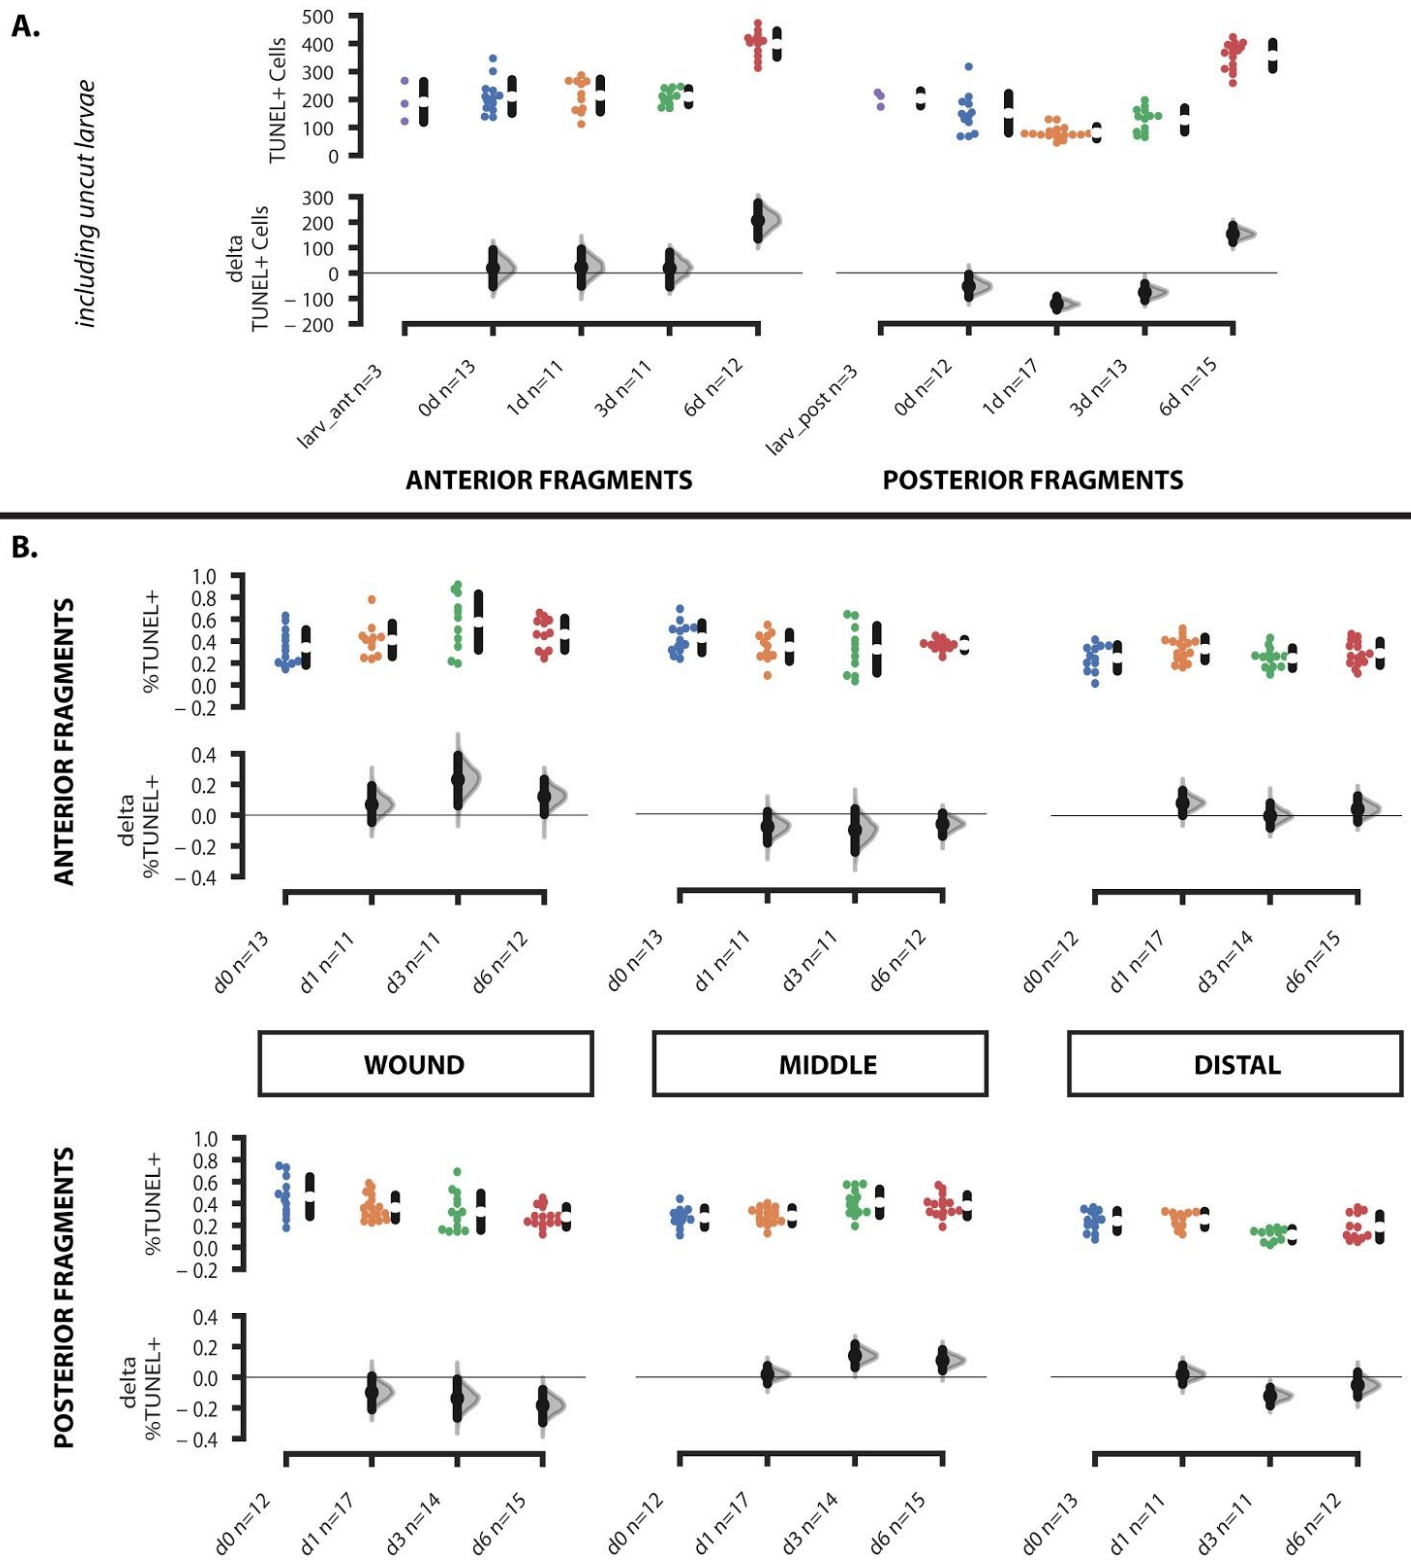 A.
including uncut larvae
TUNEL+ Cells
500
400
300
200
100
0
delta
TUNEL+ Cells
300
200
100
0
– 100
– 200
larv_ant n=3
0d n=13
1d n=11
3d n=11
6d n=12
larv_post n=3
0d n=12
1d n=17
3d n=13
6d n=15
ANTERIOR FRAGMENTS
POSTERIOR FRAGMENTS
B.
ANTERIOR FRAGMENTS
%TUNEL+
1.0
0.8
0.6
0.4
0.2
0.0
– 0.2
delta
%TUNEL+
0.4
0.2
0.0
– 0.2
– 0.4
d0 n=13
d1 n=11
d3 n=11
d6 n=12
d0 n=13
d1 n=11
d3 n=11
d6 n=12
d0 n=12
d1 n=17
d3 n=14
d6 n=15
WOUND
MIDDLE
DISTAL
POSTERIOR FRAGMENTS
%TUNEL+
1.0
0.8
0.6
0.4
0.2
0.0
– 0.2
delta
%TUNEL+
0.4
0.2
0.0
– 0.2
– 0.4
d0 n=12
d1 n=17
d3 n=14
d6 n=15
d0 n=12
d1 n=17
d3 n=14
d6 n=15
d0 n=13
d1 n=11
d3 n=11
d6 n=12